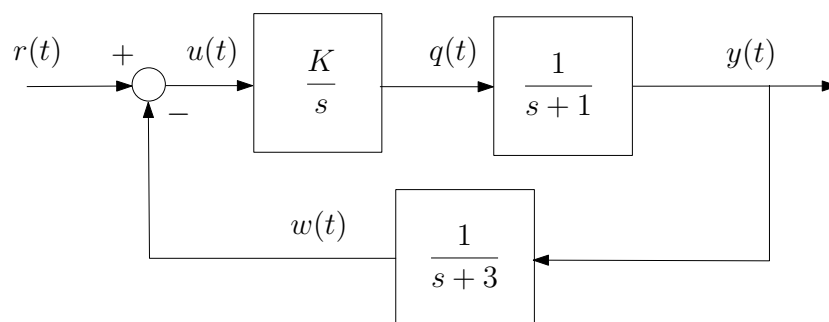 r(t)
+
−
u(t)
K
s
q(t)
1
s + 1
y(t)
w(t)
1
s + 3